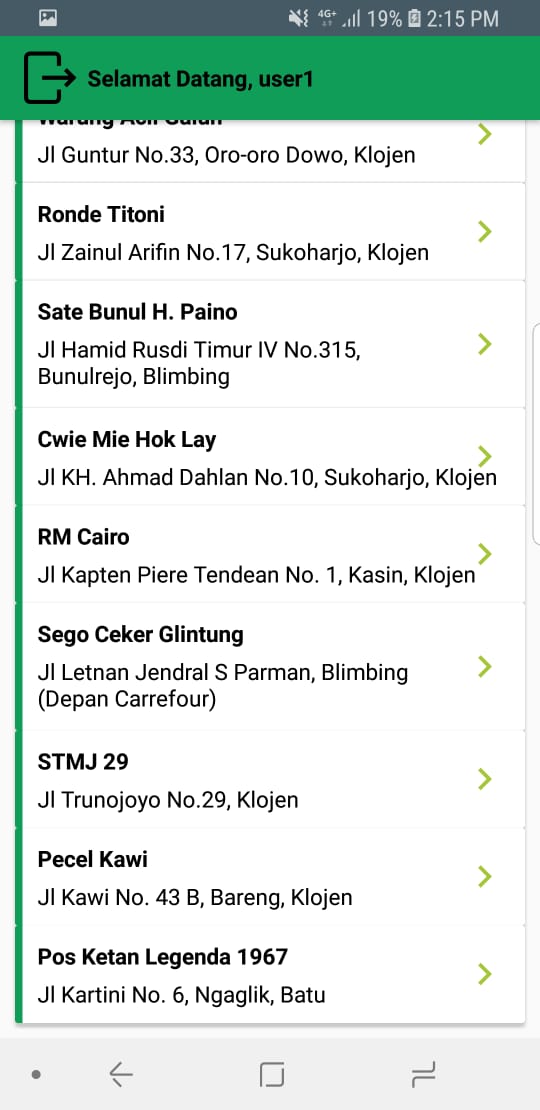 4G+ 19% 2:15 PM
Selamat Datang, user1
Jl Guntur No.33, Oro-oro Dowo, Klojen
Ronde Titoni
Jl Zainul Arifin No.17, Sukoharjo, Klojen
Sate Bunul H. Paino
Jl Hamid Rusdi Timur IV No.315,
Bunulrejo, Blimbing
Cwie Mie Hok Lay
Jl KH. Ahmad Dahlan No.10, Sukoharjo, Klojen
RM Cairo
Jl Kapten Piere Tendean No. 1, Kasin, Klojen
Sego Ceker Glintung
Jl Letnan Jendral S Parman, Blimbing
(Depan Carrefour)
STMJ 29
Jl Trunojoyo No.29, Klojen
Pecel Kawi
Jl Kawi No. 43 B, Bareng, Klojen
Pos Ketan Legenda 1967
Jl Kartini No. 6, Ngaglik, Batu